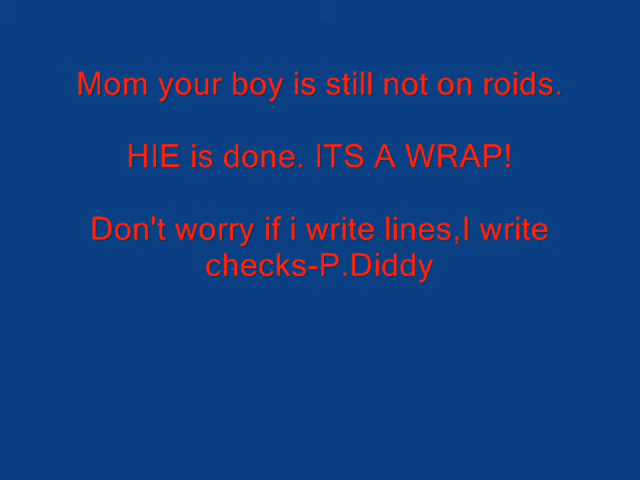 Mom your boy is still not on roids.
HIE is done. ITS A WRAP!
Don't worry if i write lines,I write
checks-P.Diddy